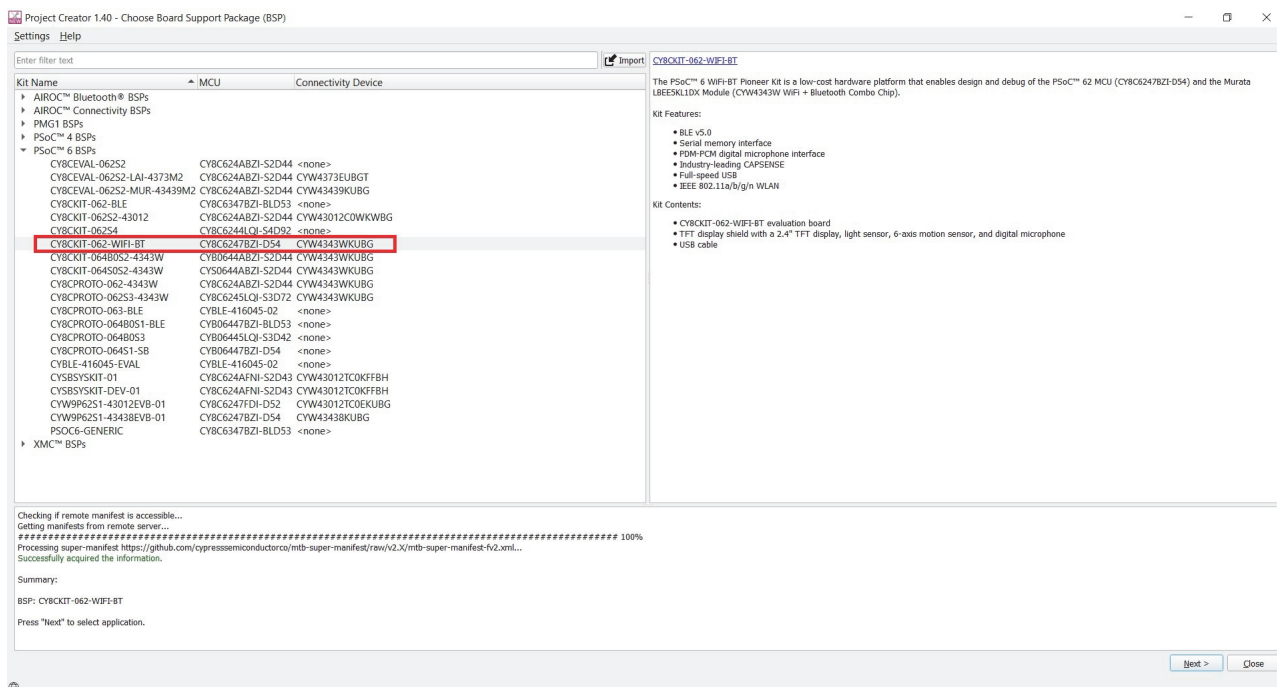 Project Creator 1.40 - Choose Board Support Package (BSP)
Settings Help
Enter filter text
Import
Kit Name MCU Connectivity Device
AIROC™ Bluetooth® BSPs
AIROC™ Connectivity BSPs
PMG1 BSPs
PSoC™ 4 BSPs
PSoC™ 6 BSPs
CY8CEVAL-062S2 CY8C624ABZI-S2D44 <none>
CY8CEVAL-062S2-LAI-4373M2 CY8C624ABZI-S2D44 CYW4373EUBGT
CY8CEVAL-062S2-MUR-43439M2 CY8C624ABZI-S2D44 CYW43439KUBG
CY8CKIT-062-BLE CY8C6347BZI-BLD53 <none>
CY8CKIT-062S2-43012 CY8C624ABZI-S2D44 CYW43012C0WKWBG
CY8CKIT-062S4 CY8C6244LQI-S4D92 <none>
CY8CKIT-062-WIFI-BT CY8C6247BZI-D54 CYW4343WKUBG
CY8CKIT-064B0S2-4343W CYB0644ABZI-S2D44 CYW4343WKUBG
CY8CKIT-064S0S2-4343W CYS0644ABZI-S2D44 CYW4343WKUBG
CY8CPROTO-062-4343W CY8C624ABZI-S2D44 CYW4343WKUBG
CY8CPROTO-062S3-4343W CY8C6245LQI-S3D72 CYW4343WKUBG
CY8CPROTO-063-BLE CYBLE-416045-02 <none>
CY8CPROTO-064B0S1-BLE CYB06447BZI-BLD53 <none>
CY8CPROTO-064B0S3 CYB06445LQI-S3D42 <none>
CY8CPROTO-064S1-SB CYB06447BZI-D54 <none>
CYBLE-416045-EVAL CYBLE-416045-02 <none>
CYSBSYSKIT-01 CY8C624AFNI-S2D43 CYW43012TC0KFFBH
CYSBSYSKIT-DEV-01 CY8C624AFNI-S2D43 CYW43012TC0KFFBH
CYW9P62S1-43012EVB-01 CY8C6247FDI-D52 CYW43012TC0EKUBG
CYW9P62S1-43438EVB-01 CY8C6247BZI-D54 CYW43438KUBG
PSOC6-GENERIC CY8C6347BZI-BLD53 <none>
XMC™ BSPs
CY8CKIT-062-WIFI-BT
The PSoC™ 6 WiFi-BT Pioneer Kit is a low-cost hardware platform that enables design and debug of the PSoC™ 62 MCU (CY8C6247BZI-D54) and the Murata
LBEE5KL1DX Module (CYW4343W WiFi + Bluetooth Combo Chip).
Kit Features:
• BLE v5.0
• Serial memory interface
• PDM-PCM digital microphone interface
• Industry-leading CAPSENSE
• Full-speed USB
• IEEE 802.11a/b/g/n WLAN
Kit Contents:
• CY8CKIT-062-WIFI-BT evaluation board
• TFT display shield with a 2.4" TFT display, light sensor, 6-axis motion sensor, and digital microphone
• USB cable
Checking if remote manifest is accessible...
Getting manifests from remote server...
#################################################################################################### 100%
Processing super-manifest https://github.com/cypresssemiconductorco/mtb-super-manifest/raw/v2.X/mtb-super-manifest-fv2.xml...
Successfully acquired the information.
Summary:
BSP: CY8CKIT-062-WIFI-BT
Press "Next" to select application.
Next > Close